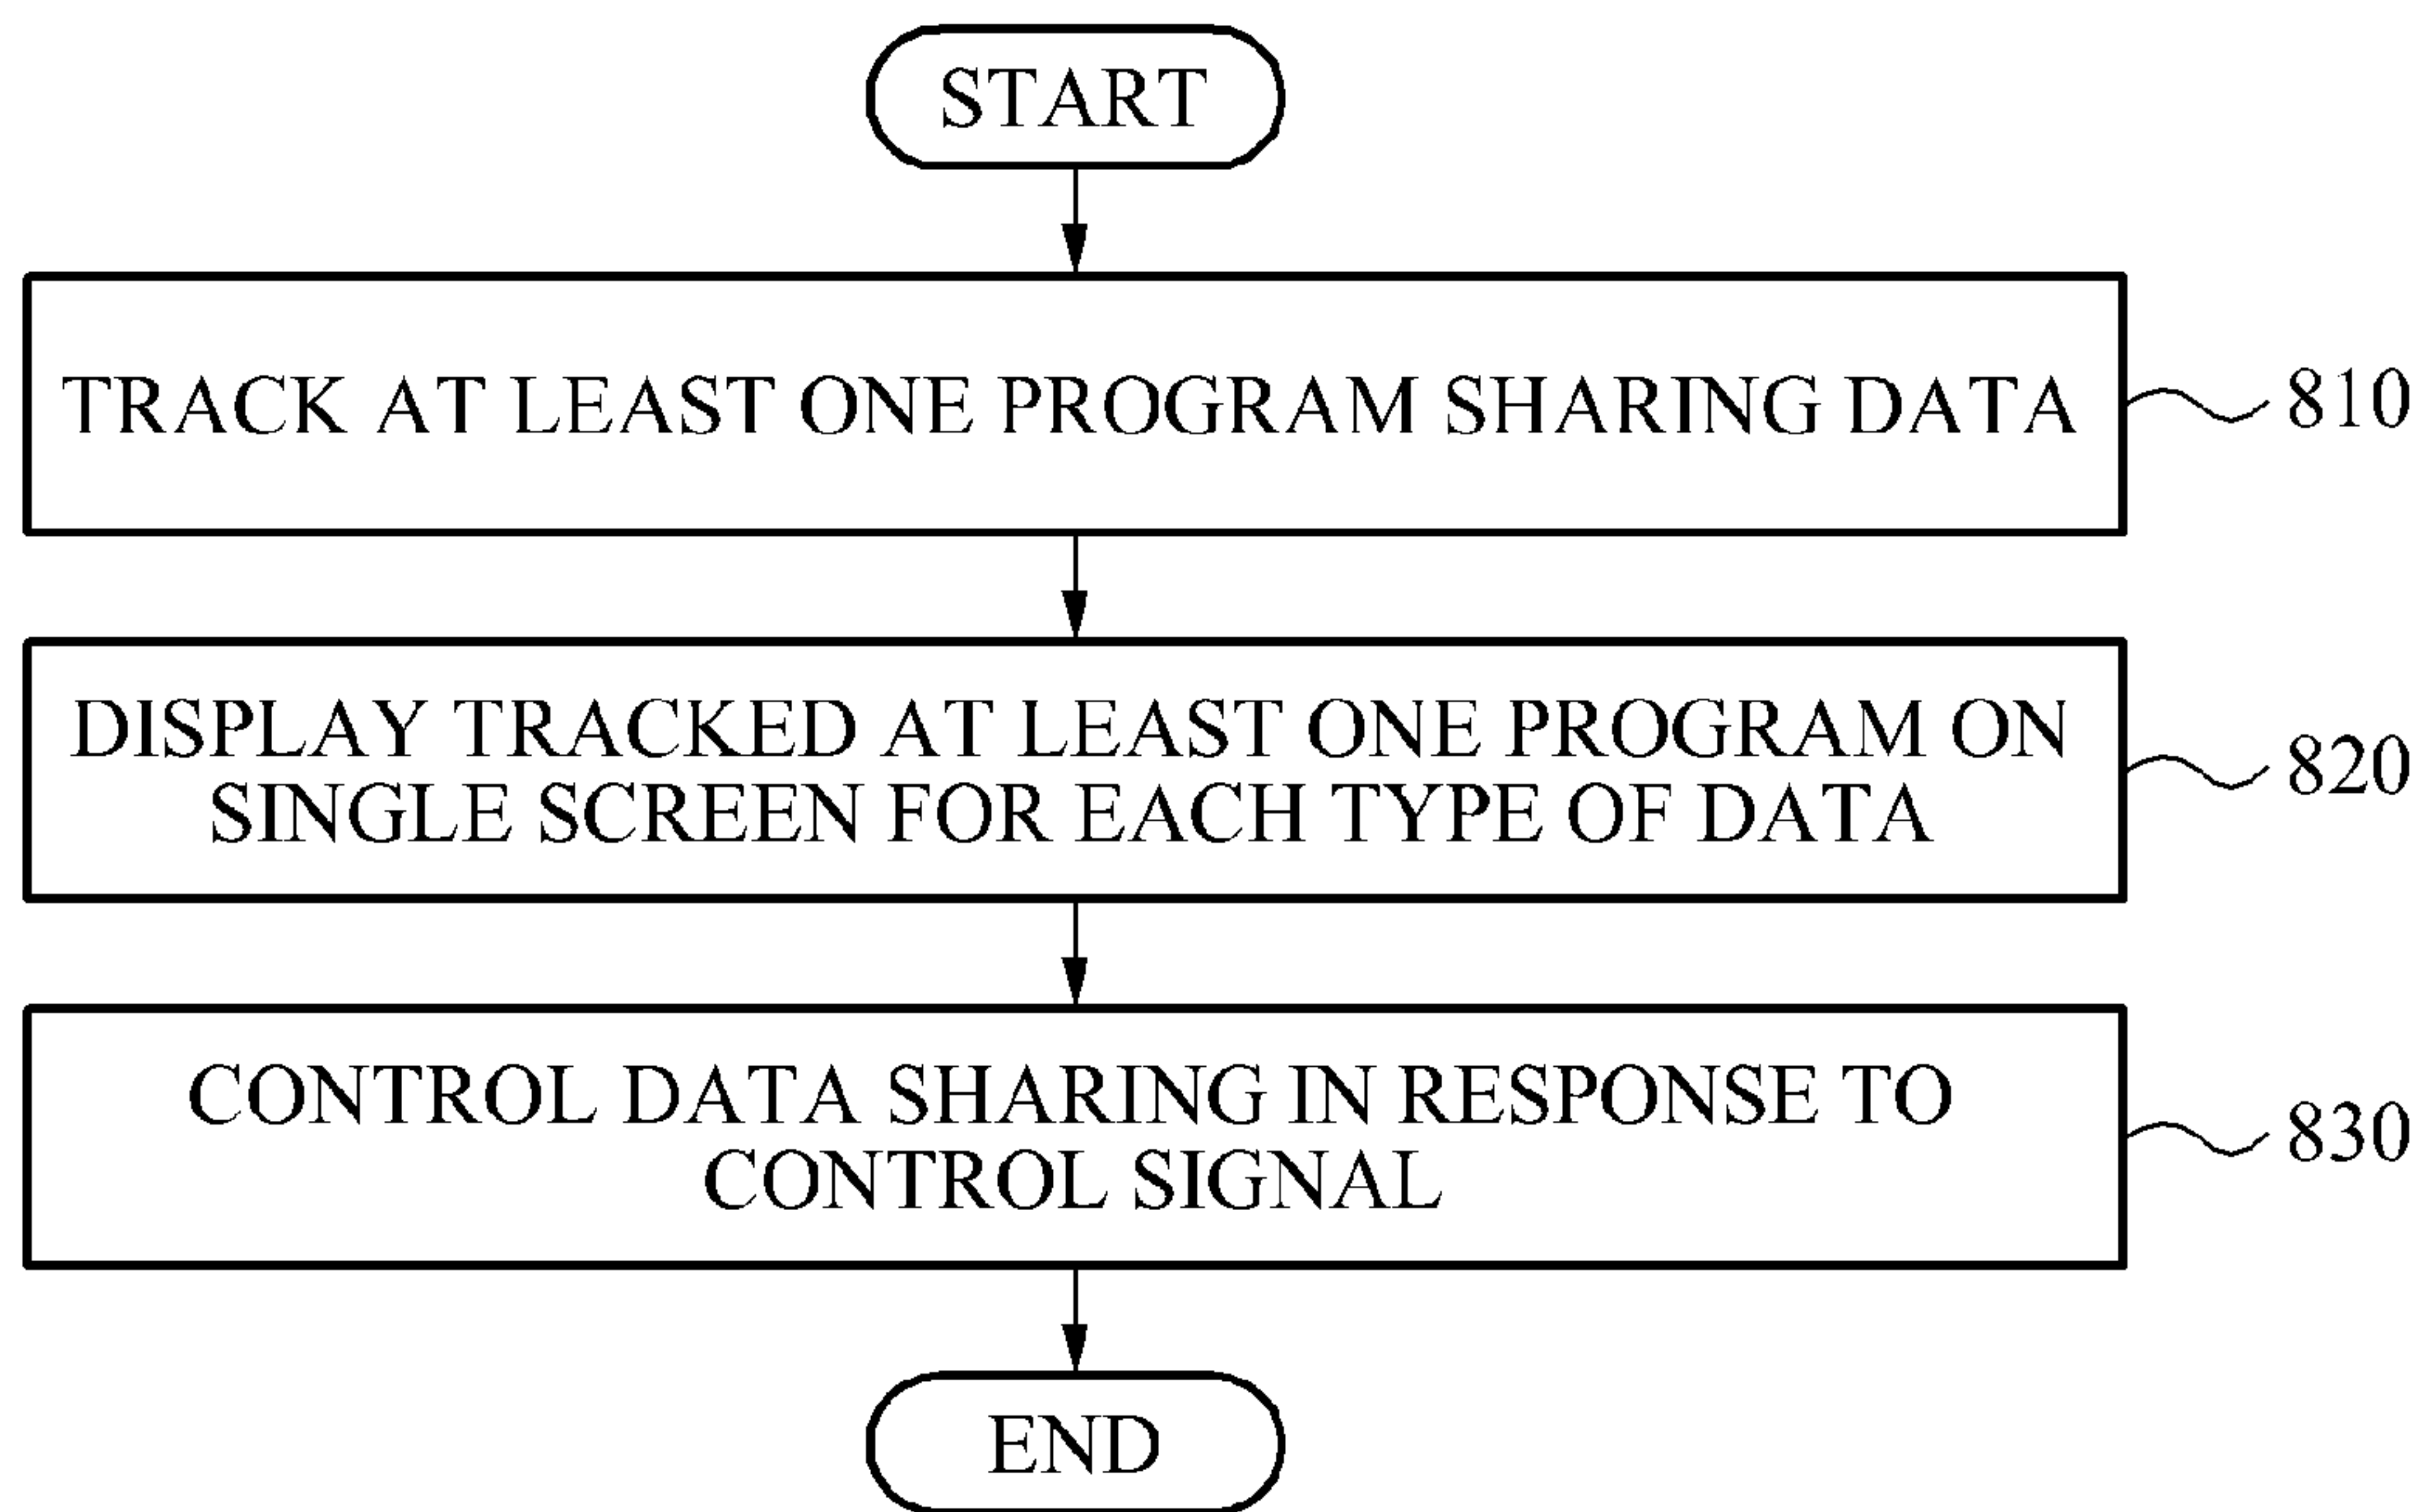 START
TRACK AT LEAST ONE PROGRAM SHARING DATA
810
DISPLAY TRACKED AT LEAST ONE PROGRAM ON
SINGLE SCREEN FOR EACH TYPE OF DATA
820
CONTROL DATA SHARING IN RESPONSE TO
CONTROL SIGNAL
830
END